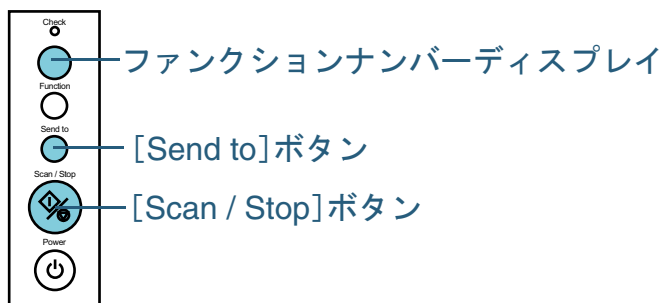 Check
ファンクションナンバーディスプレイ
Function
Send to
[Send to]ボタン
Scan / Stop
[Scan / Stop]ボタン
Power